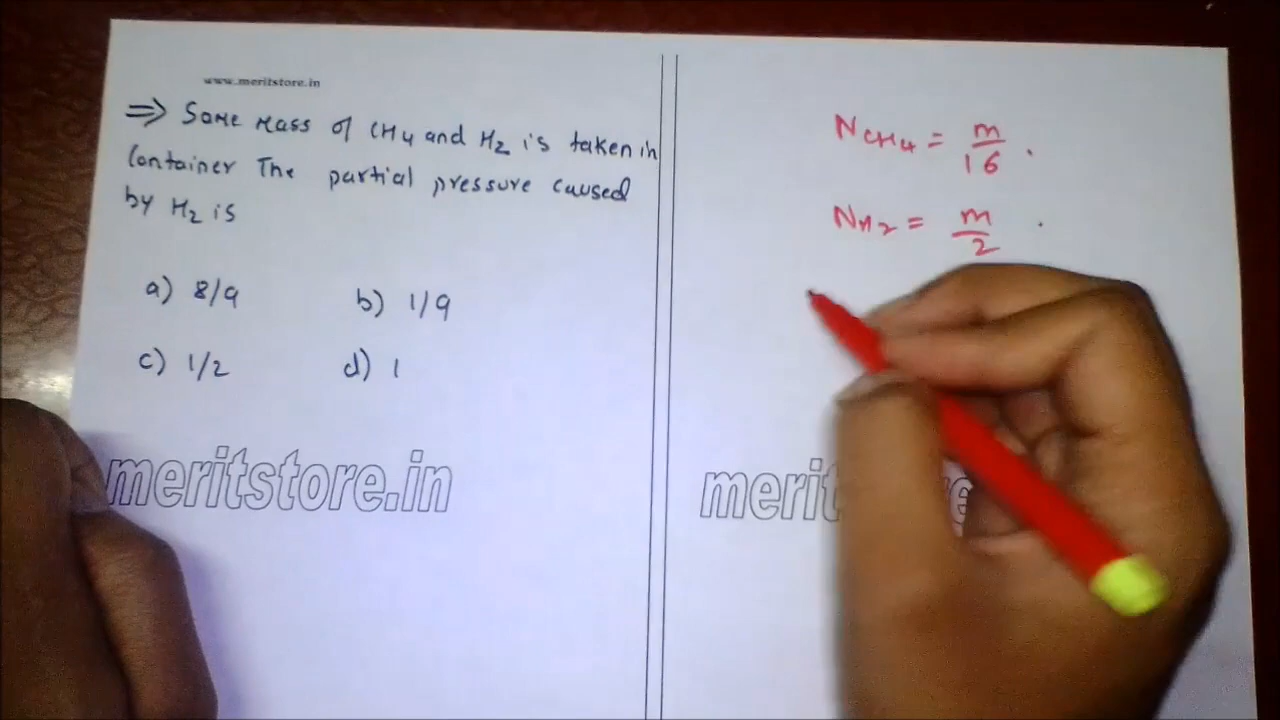 www.meritstore.in
⇒ Same mass of CH4 and H2 is taken in
Container The partial pressure caused
by H2 is
a) 8/9
b) 1/9
c) 1/2
d) 1
meritstore.in
NCH4 = m/16 .
NH2 = m/2 .